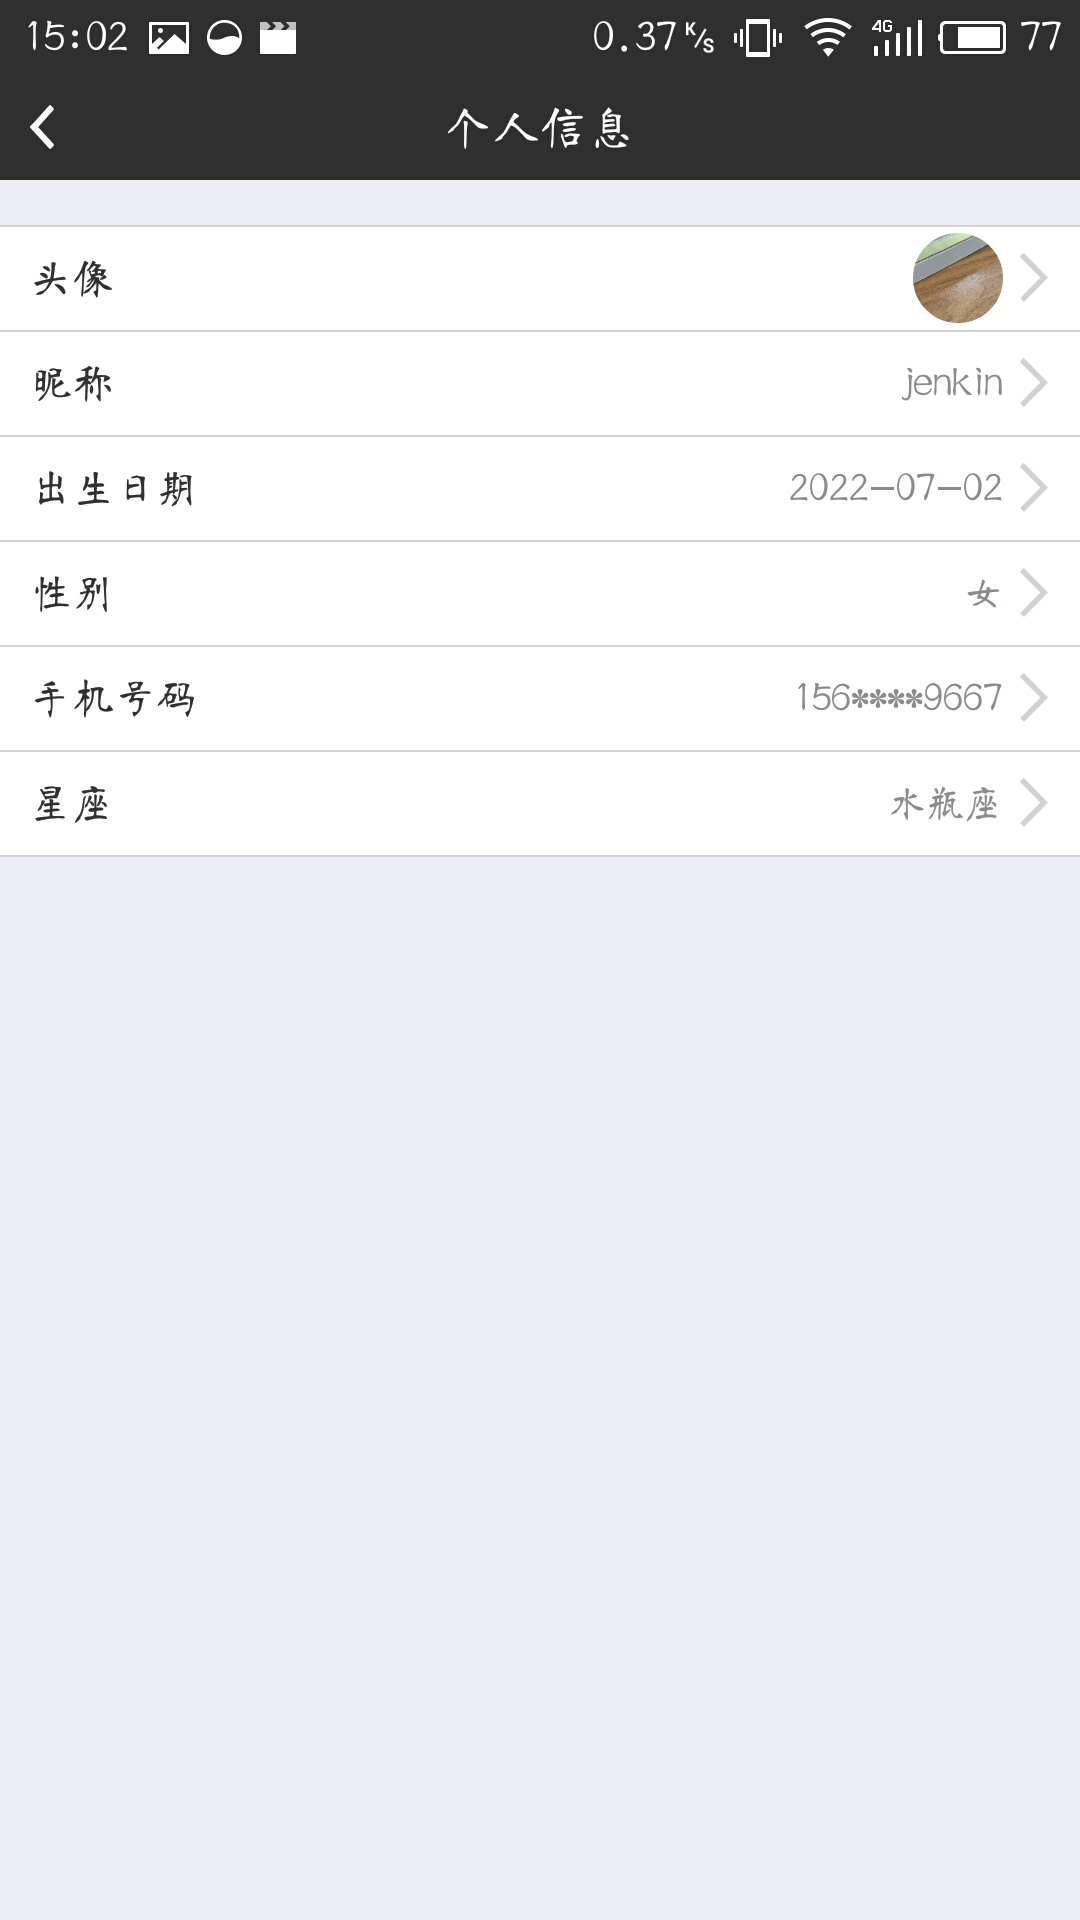 15:02 0.37K/s 4G 77
个人信息
头像
昵称 jenkin
出生日期 2022-07-02
性别 女
手机号码 156****9667
星座 水瓶座